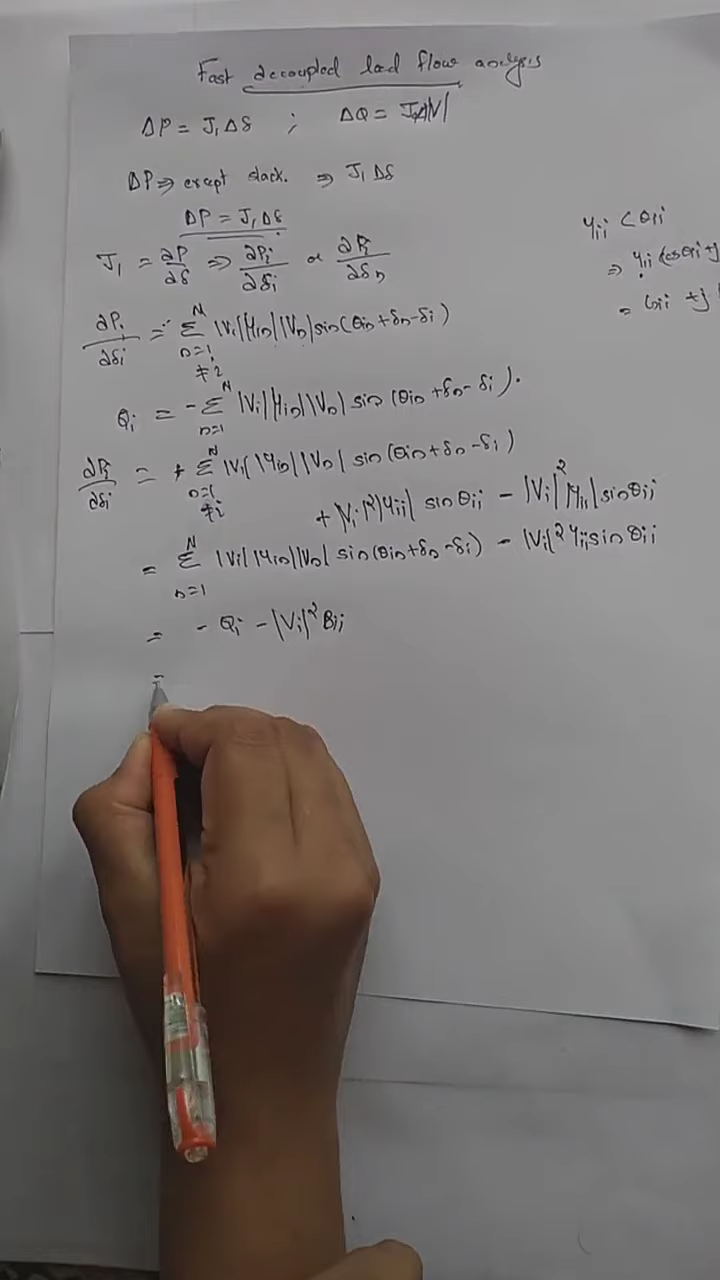 Fast decoupled load flow analysis
ΔP = J₁ Δδ ; ΔQ = J₄Δ|V|
ΔP ⇒ except slack. ⇒ J₁ Δδ
ΔP = J₁ Δδ
J₁ = ∂P/∂δ ⇒ ∂Pi/∂δi or ∂Pi/∂δn
Yii <θii
⇒ Yii (cosθii + j
= Gii + j
∂Pi/∂δi = Σ^N n=1 ≠i |Vi||Yin||Vn| sin(θin+δn-δi)
Qi = -Σ^N n=1 |Vi||Yin||Vn| sin(θin+δn-δi).
∂Pi/∂δi = + Σ^N n=1 ≠i |Vi||Yin||Vn| sin(θin+δn-δi)
+ |Vi|²|Yii| sinθii - |Vi|²|Yii| sinθii
= Σ^N n=1 |Vi||Yin||Vn| sin(θin+δn-δi) - |Vi|² Yii sinθii
= - Qi - |Vi|² Bii
=